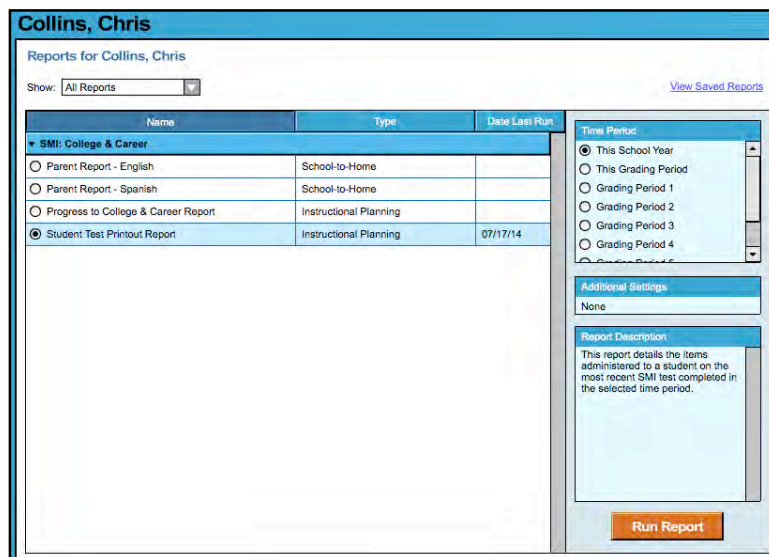 Collins, Chris
Reports for Collins, Chris
Show: All Reports
View Saved Reports
Name Type Date Last Run
SMI: College & Career
Parent Report - English School-to-Home
Parent Report - Spanish School-to-Home
Progress to College & Career Report Instructional Planning
Student Test Printout Report Instructional Planning 07/17/14
Time Period
This School Year
This Grading Period
Grading Period 1
Grading Period 2
Grading Period 3
Grading Period 4
Grading Period 5
Additional Settings
None
Report Description
This report details the items
administered to a student on the
most recent SMI test completed in
the selected time period.
Run Report